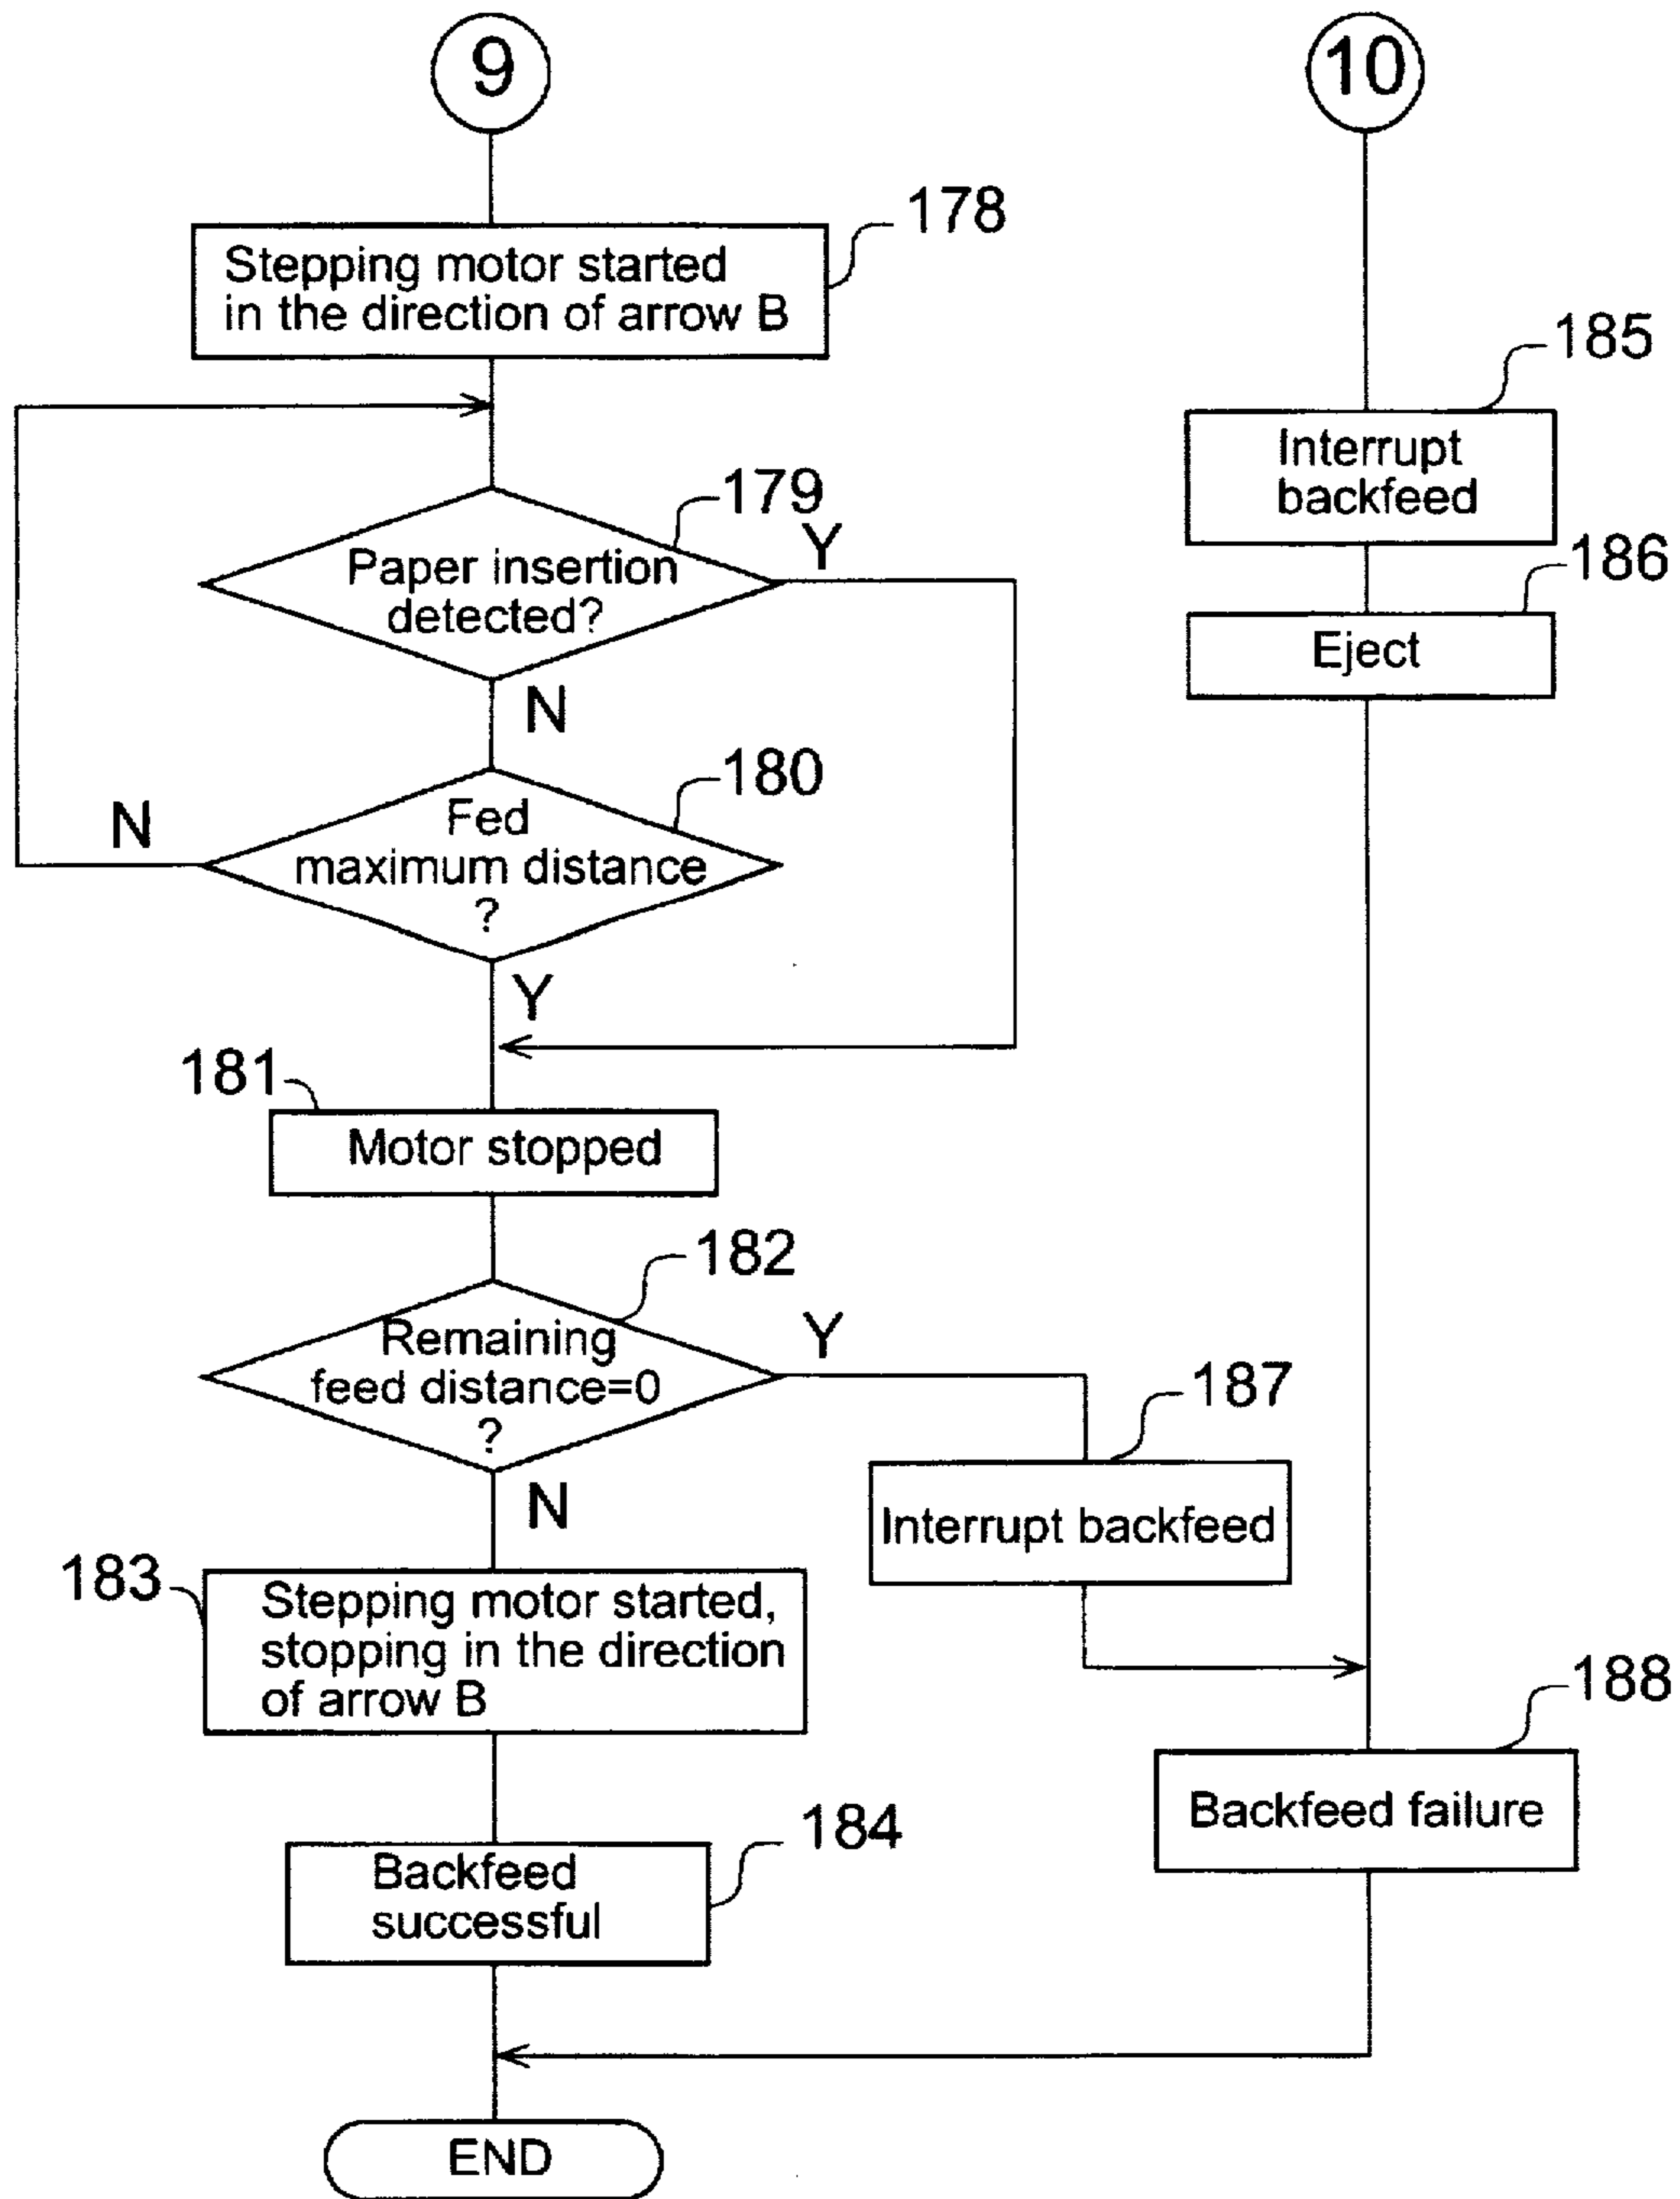 9
10
178
Stepping motor started
in the direction of arrow B
185
Interrupt
backfeed
179
Y
Paper insertion
detected?
186
Eject
N
180
N
Fed
maximum distance
?
Y
181
Motor stopped
182
Y
Remaining
feed distance=0
?
187
N
Interrupt backfeed
183
Stepping motor started,
stopping in the direction
of arrow B
188
Backfeed failure
184
Backfeed
successful
END